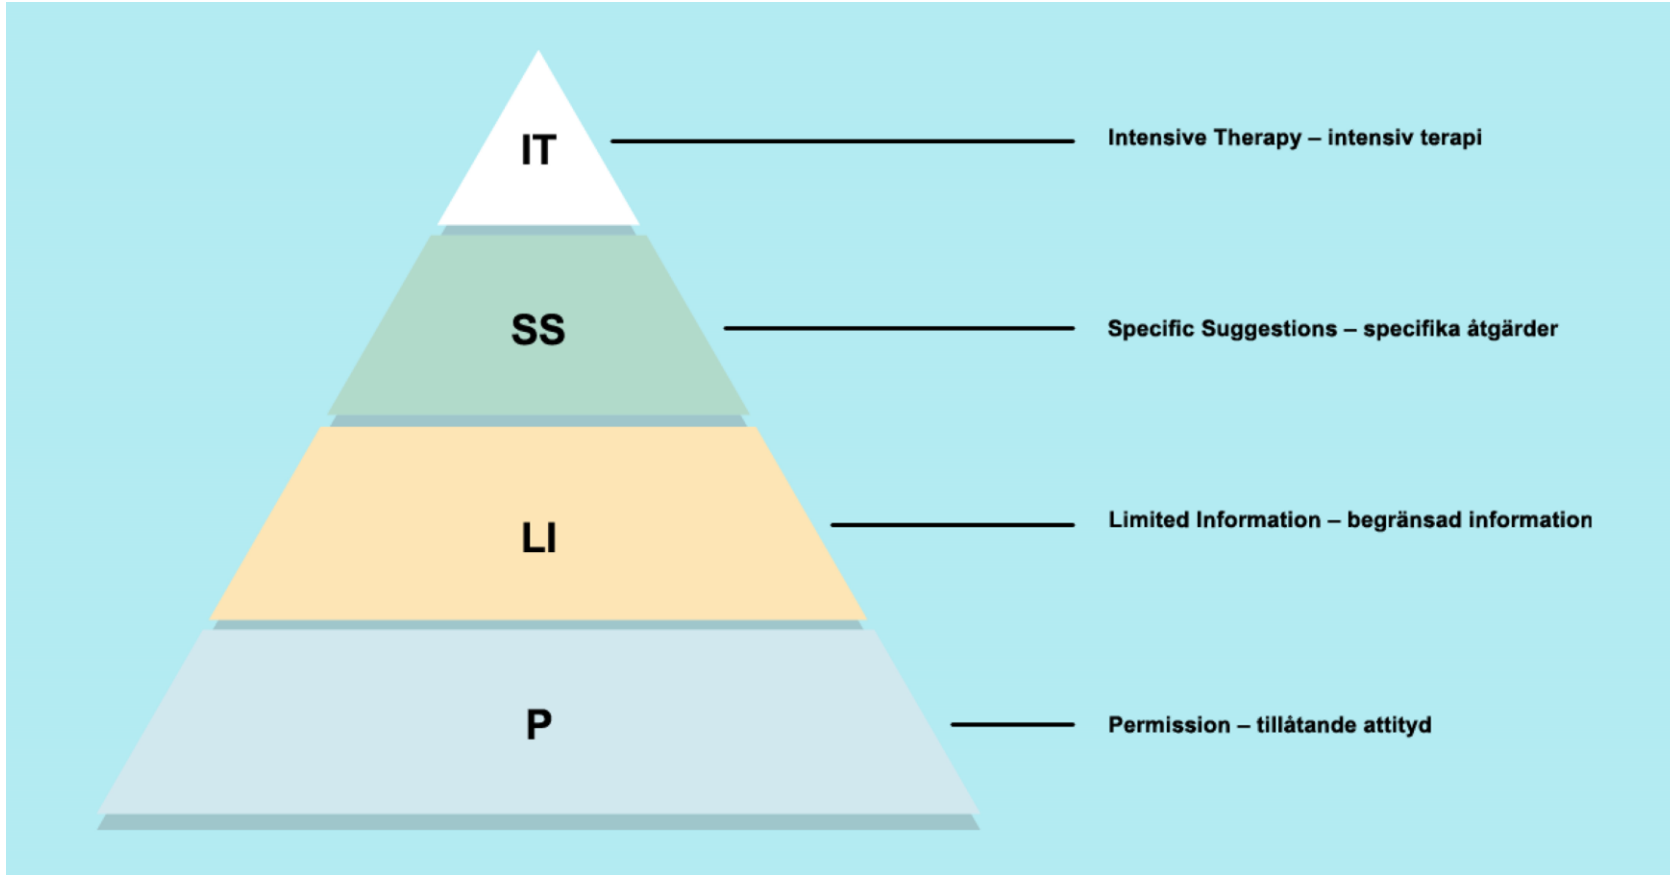 IT
Intensive Therapy – intensiv terapi
SS
Specific Suggestions – specifika åtgärder
LI
Limited Information – begränsad information
P
Permission – tillåtande attityd